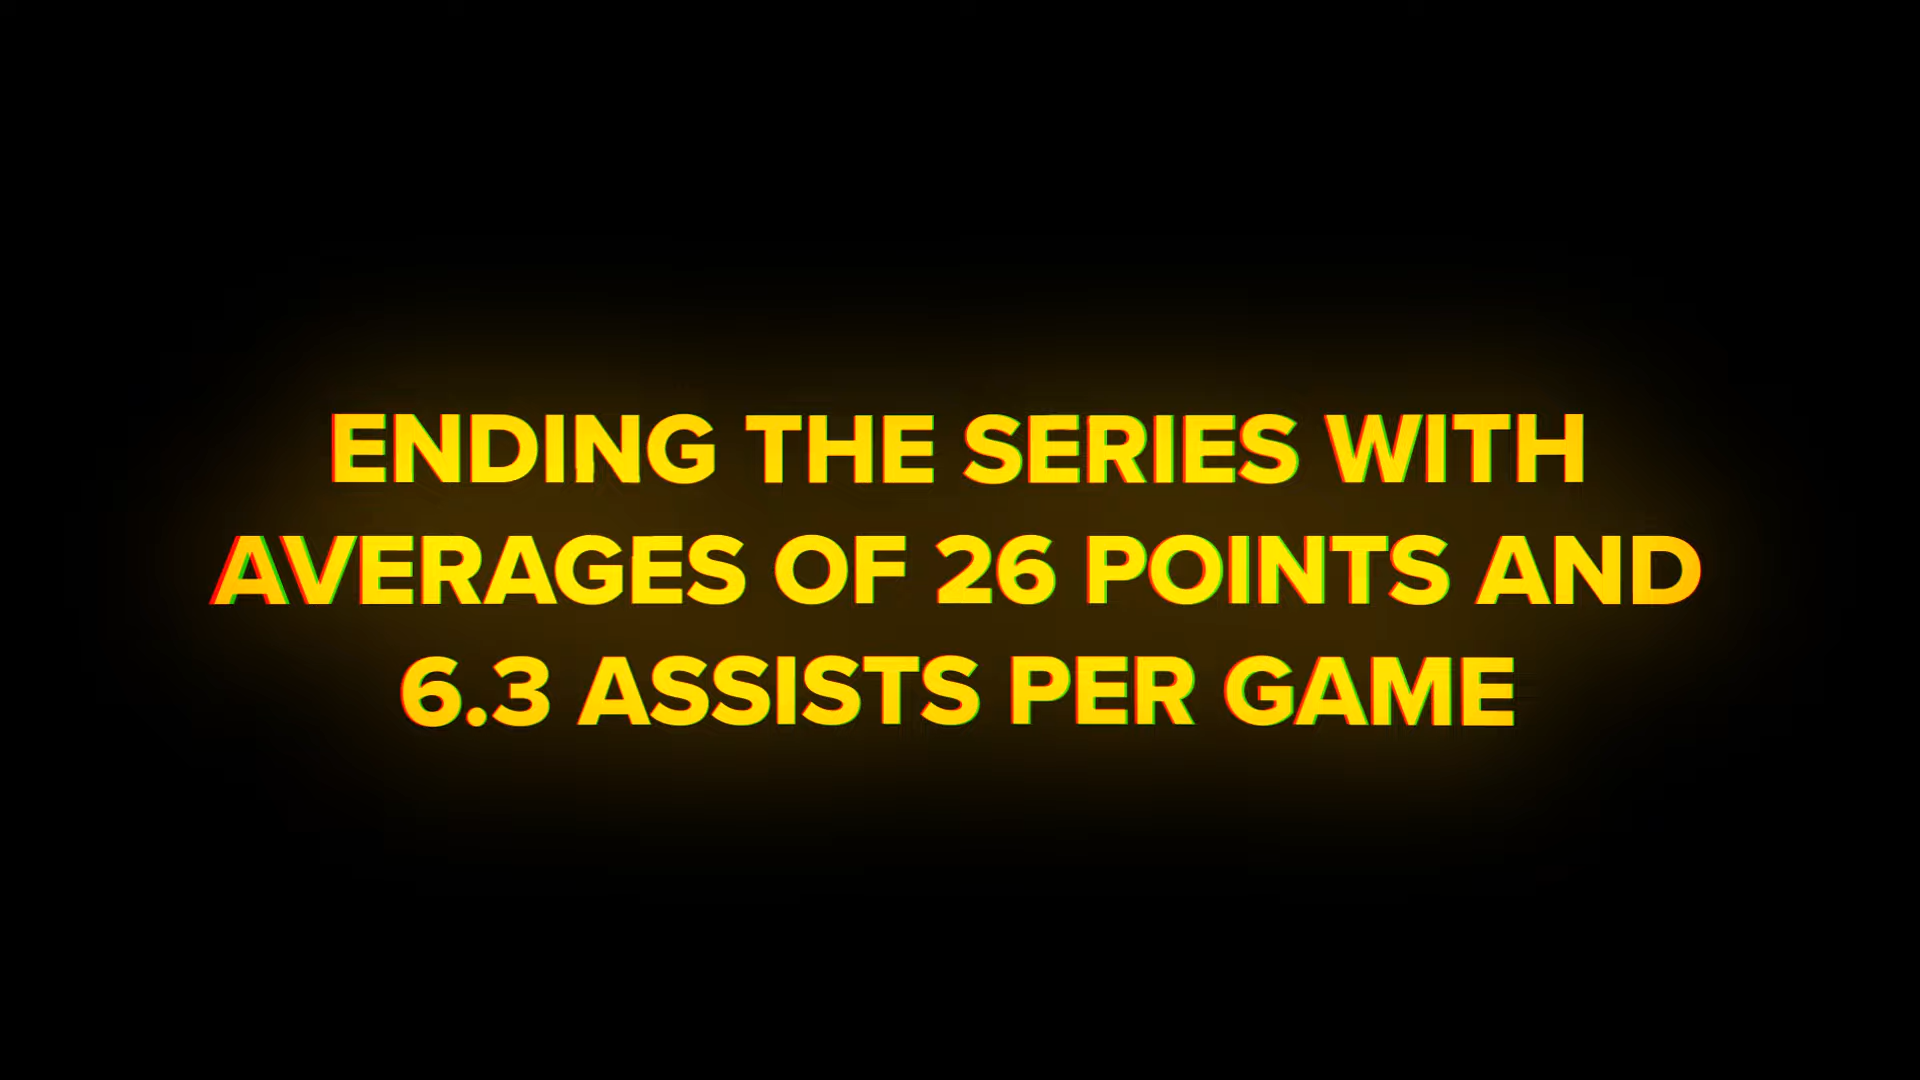 ENDING THE SERIES WITH
AVERAGES OF 26 POINTS AND
6.3 ASSISTS PER GAME